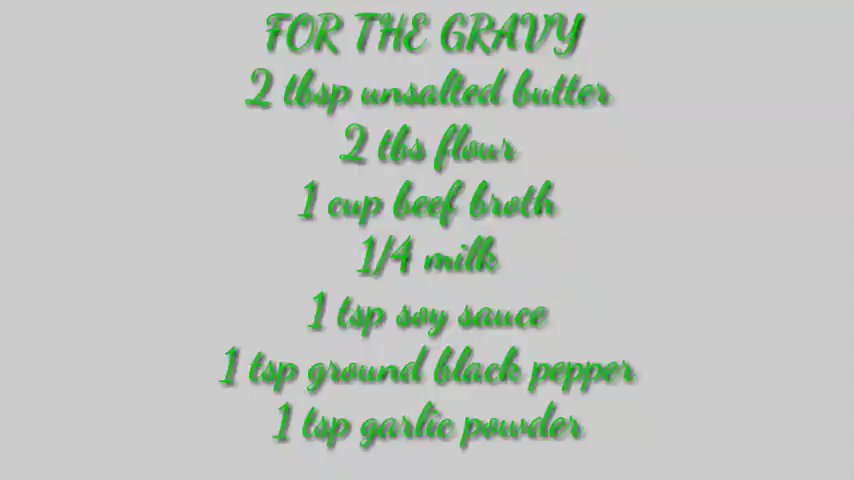 FOR THE GRAVY
2 tbsp unsalted butter
2 tbs flour
1 cup beef broth
1/4 milk
1 tsp soy sauce
1 tsp ground black pepper
1 tsp garlic powder